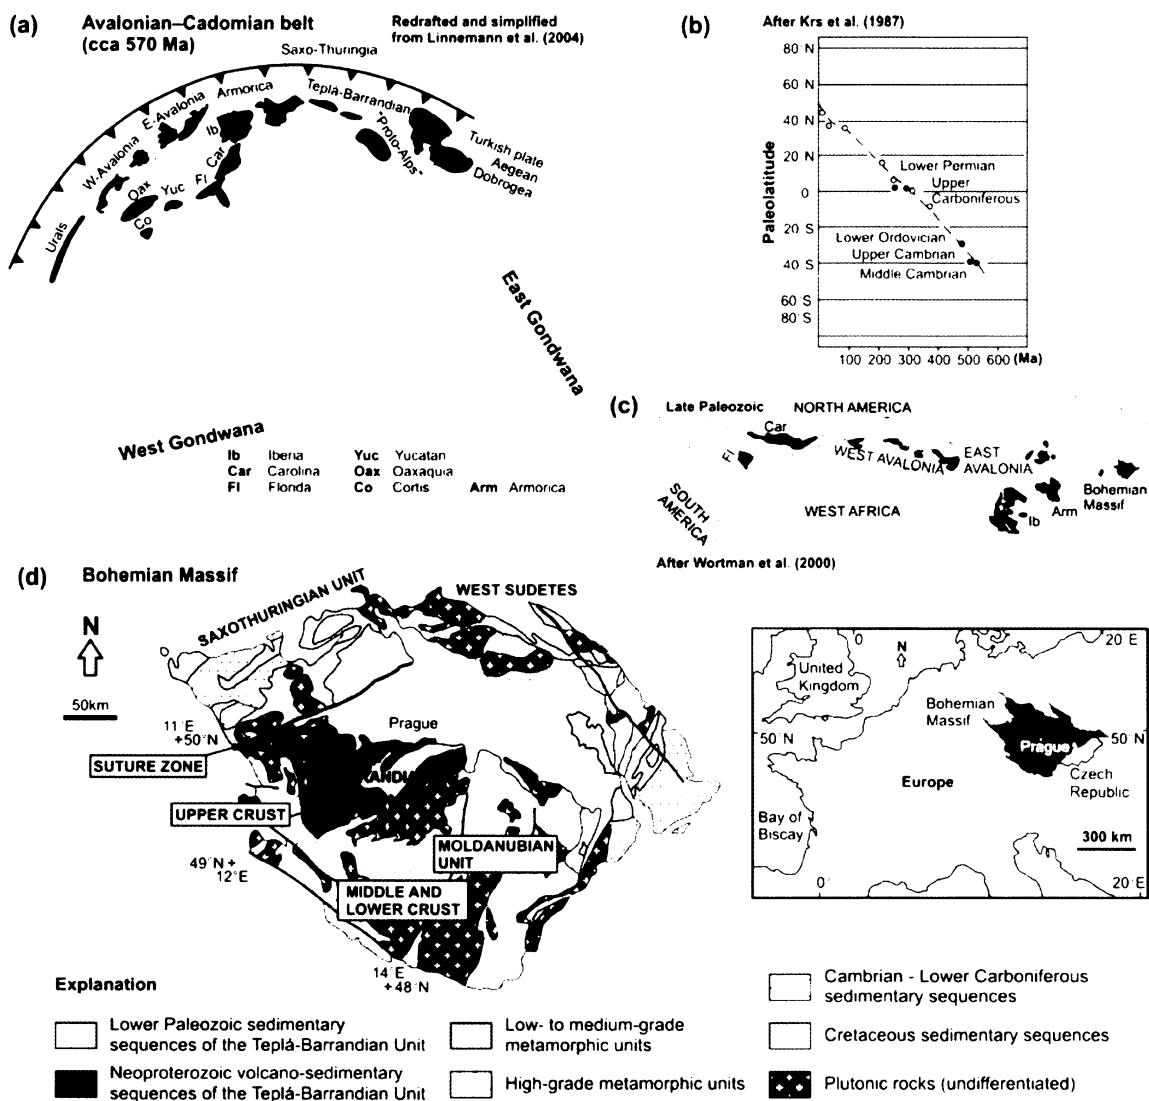 (a)
Avalonian–Cadomian belt
(cca 570 Ma)
Redrafted and simplified
from Linnemann et al. (2004)
Saxo-Thuringia
Armorica
Teplá-Barrandian
E-Avalonia
W-Avalonia
Ib
Car
Fl
Yuc
Oax
Co
Urals
"Proto-Alps"
Turkish plate
Aegean
Dobrogea
East Gondwana
West Gondwana
Ib Iberia Yuc Yucatan
Car Carolina Oax Oaxaquia
Fl Florida Co Cortis Arm Armorica
(b)
After Krs et al. (1987)
Paleolatitude
80°N
60 N
40 N
20 N
0
20 S
40 S
60°S
80°S
Lower Permian
Upper
Carboniferous
Lower Ordovician
Upper Cambrian
Middle Cambrian
100 200 300 400 500 600 (Ma)
(c)
Late Paleozoic
NORTH AMERICA
Car
Fl
WEST AVALONIA
EAST
AVALONIA
Bohemian
Massif
Arm
Ib
SOUTH
AMERICA
WEST AFRICA
After Wortman et al. (2000)
(d)
Bohemian Massif
N
50km
SAXOTHURINGIAN UNIT
WEST SUDETES
11°E
+50°N
Prague
SUTURE ZONE
UPPER CRUST
MOLDANUBIAN
UNIT
49°N +
12°E
MIDDLE AND
LOWER CRUST
14°E
+48°N
0
N
20°E
United
Kingdom
Bohemian
Massif
50°N
50°N
Prague
Czech
Republic
Europe
Bay of
Biscay
300 km
0°
20°E
Explanation
Lower Paleozoic sedimentary
sequences of the Teplá-Barrandian Unit
Neoproterozoic volcano-sedimentary
sequences of the Teplá-Barrandian Unit
Low- to medium-grade
metamorphic units
High-grade metamorphic units
Cambrian - Lower Carboniferous
sedimentary sequences
Cretaceous sedimentary sequences
Plutonic rocks (undifferentiated)